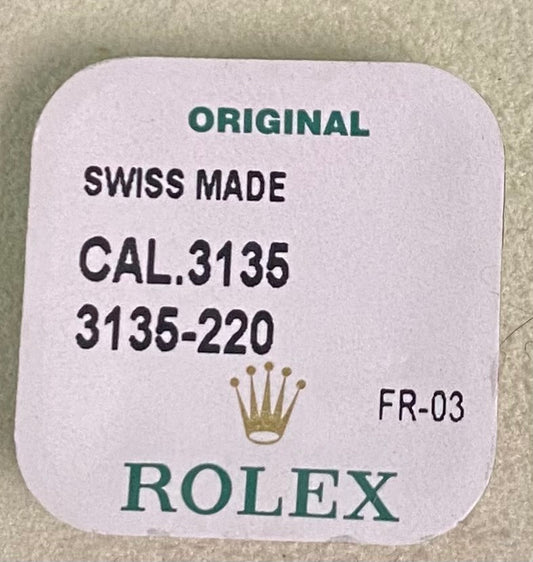 ORIGINAL
SWISS MADE
CAL.3135
3135-220
FR-03
ROLEX